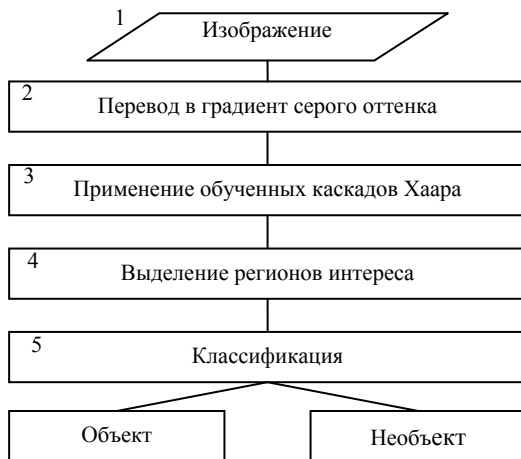 1 Изображение
2 Перевод в градиент серого оттенка
3 Применение обученных каскадов Хаара
4 Выделение регионов интереса
5 Классификация
Объект Необъект